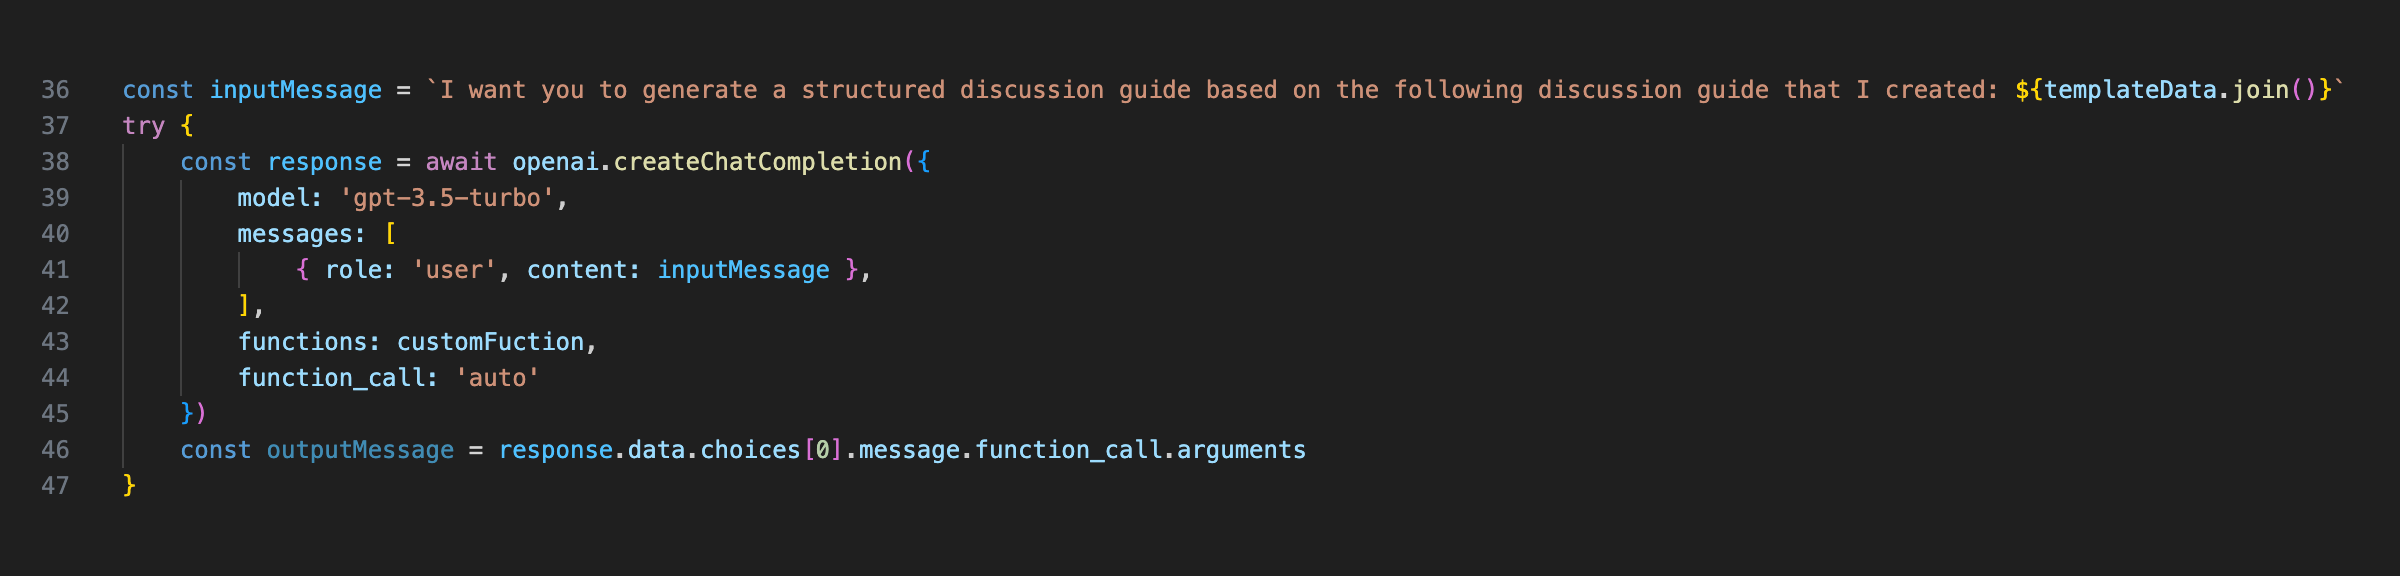 36 const inputMessage = `I want you to generate a structured discussion guide based on the following discussion guide that I created: ${templateData.join()}`
37 try {
38 const response = await openai.createChatCompletion({
39 model: 'gpt-3.5-turbo',
40 messages: [
41 { role: 'user', content: inputMessage },
42 ],
43 functions: customFuction,
44 function_call: 'auto'
45 })
46 const outputMessage = response.data.choices[0].message.function_call.arguments
47 }